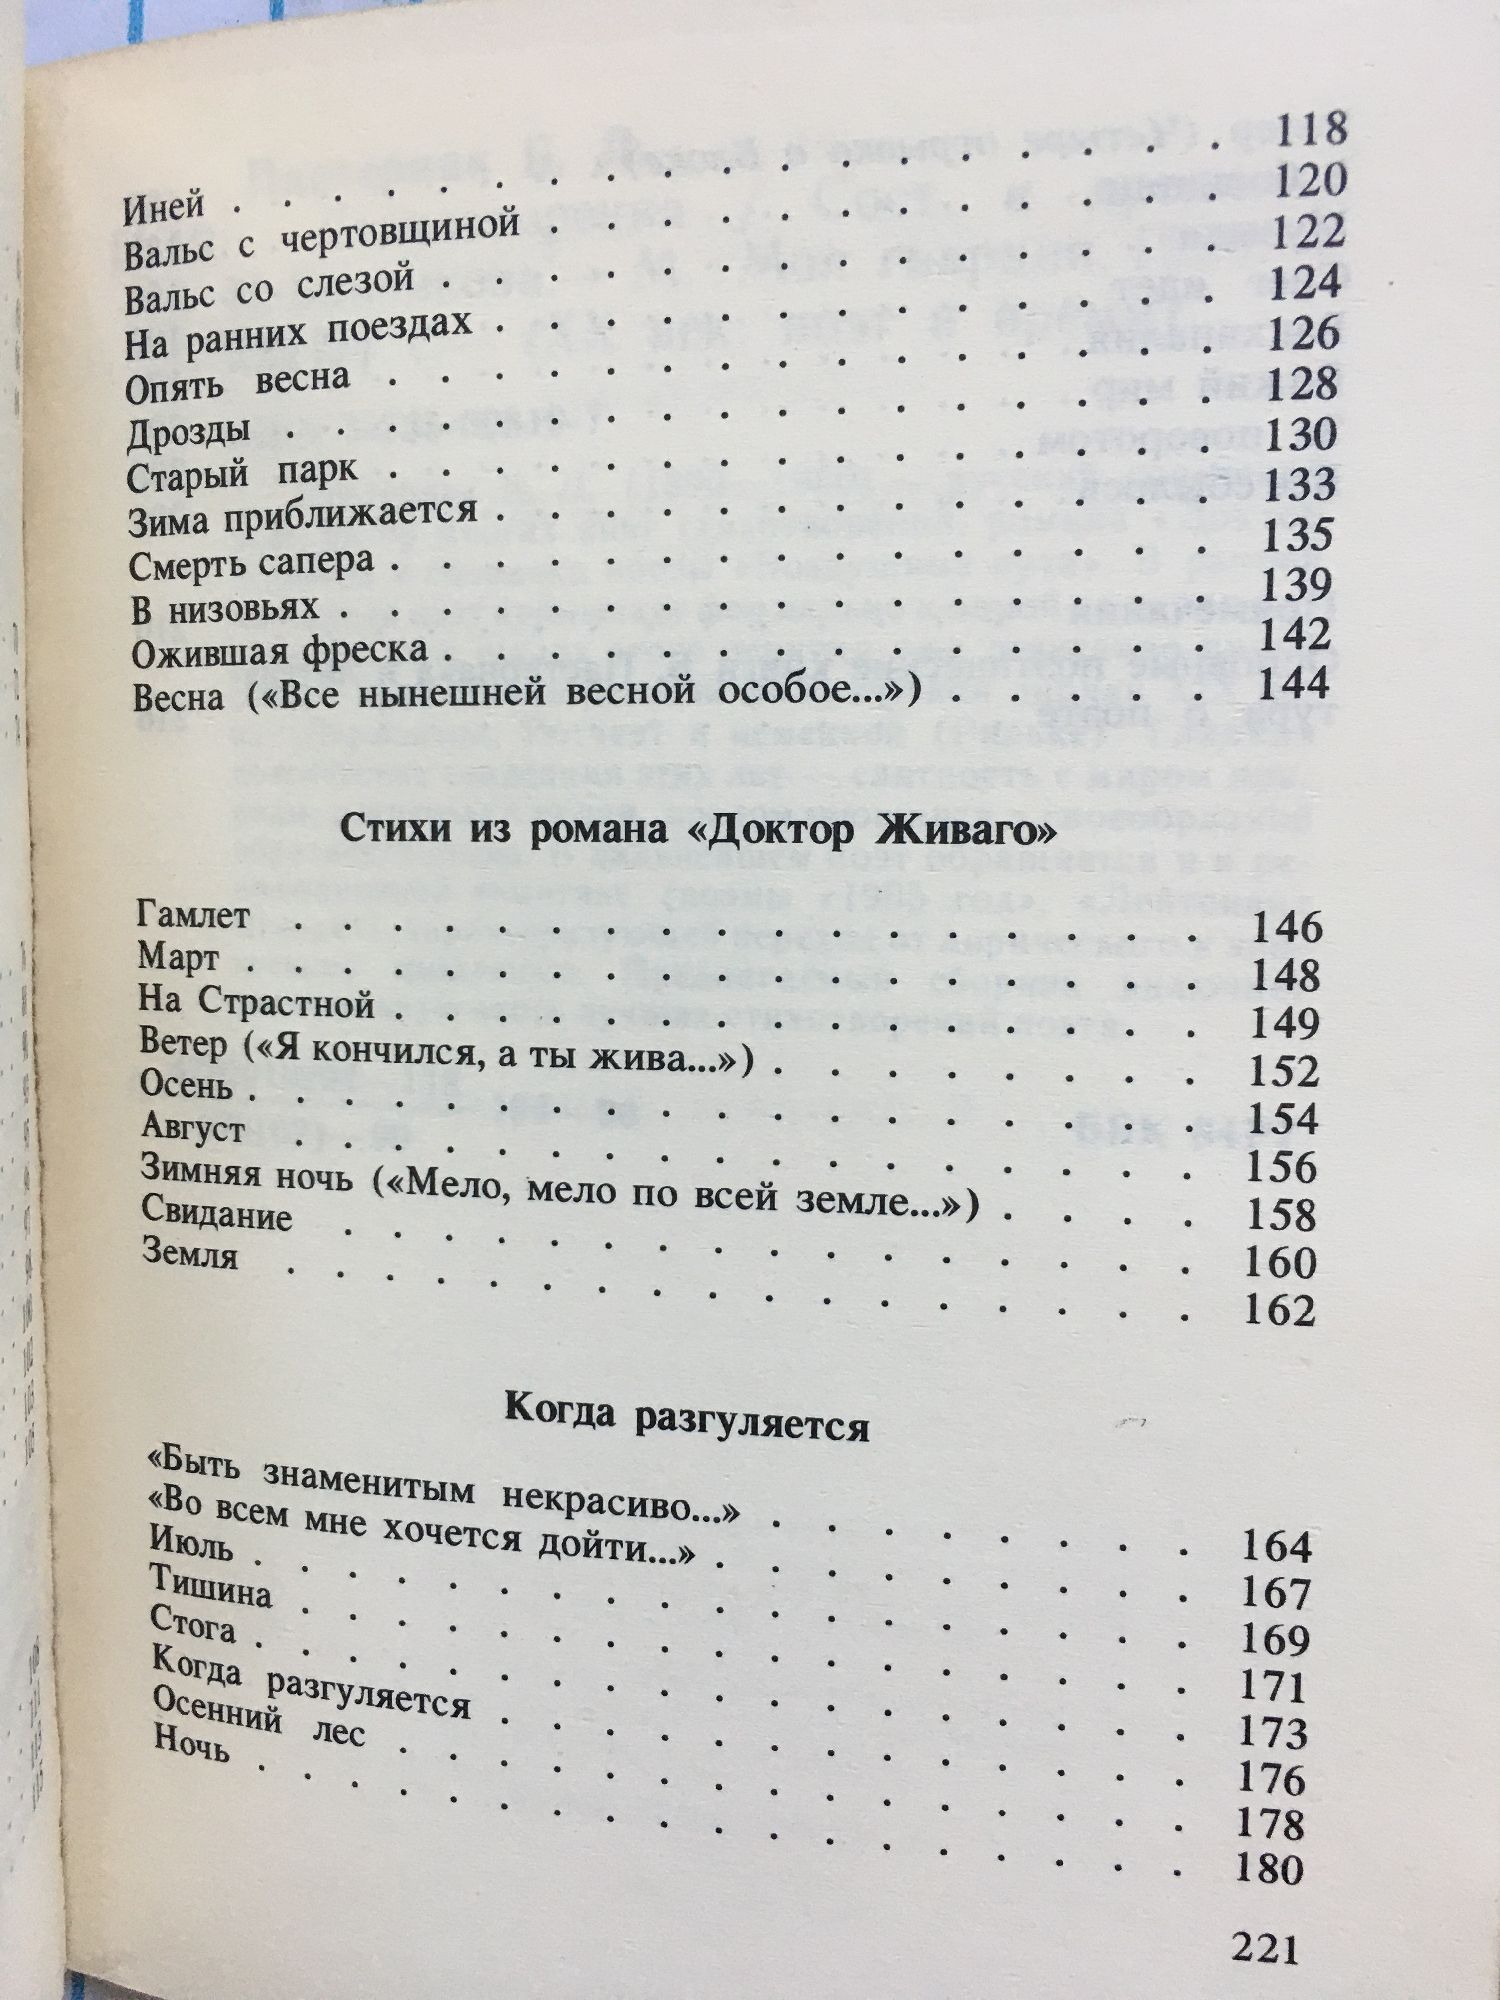 Иней . . . . . . . . . . . . . . . . . . . 118
Вальс с чертовщиной . . . . . . . . . . . . 120
Вальс со слезой . . . . . . . . . . . . . . 122
На ранних поездах . . . . . . . . . . . . . 124
Опять весна . . . . . . . . . . . . . . . 126
Дрозды . . . . . . . . . . . . . . . . . 128
Старый парк . . . . . . . . . . . . . . . 130
Зима приближается . . . . . . . . . . . . . 133
Смерть сапера . . . . . . . . . . . . . . . 135
В низовьях . . . . . . . . . . . . . . . . 139
Ожившая фреска . . . . . . . . . . . . . . 142
Весна («Все нынешней весной особое...») . . . . . 144
Стихи из романа «Доктор Живаго»
Гамлет . . . . . . . . . . . . . . . . . 146
Март . . . . . . . . . . . . . . . . . . 148
На Страстной . . . . . . . . . . . . . . . 149
Ветер («Я кончился, а ты жива...») . . . . . . . . 152
Осень . . . . . . . . . . . . . . . . . . 154
Август . . . . . . . . . . . . . . . . . 156
Зимняя ночь («Мело, мело по всей земле...») . . . . 158
Свидание . . . . . . . . . . . . . . . . 160
Земля . . . . . . . . . . . . . . . . . 162
Когда разгуляется
«Быть знаменитым некрасиво...» . . . . . . . . 164
«Во всем мне хочется дойти...» . . . . . . . . . 167
Июль . . . . . . . . . . . . . . . . . . 169
Тишина . . . . . . . . . . . . . . . . . 171
Стога . . . . . . . . . . . . . . . . . . 173
Когда разгуляется . . . . . . . . . . . . . 176
Осенний лес . . . . . . . . . . . . . . . 178
Ночь . . . . . . . . . . . . . . . . . . 180
221